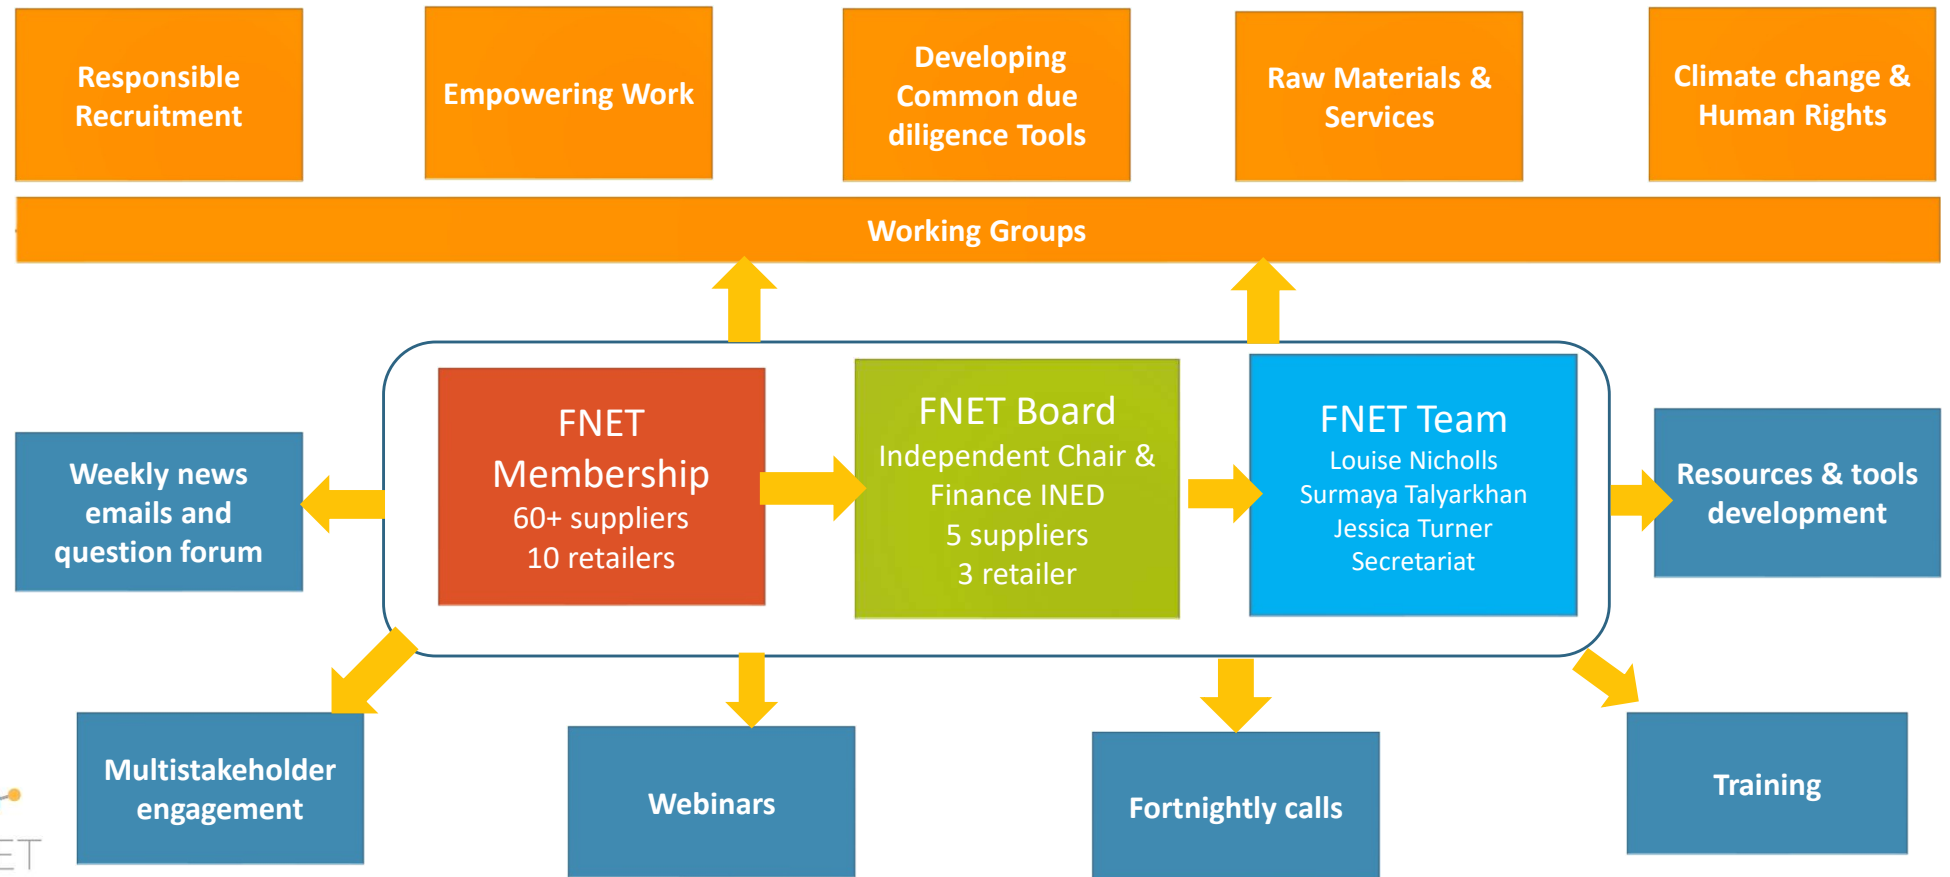 Responsible
Recruitment
Empowering Work
Developing
Common due
diligence Tools
Raw Materials &
Services
Climate change &
Human Rights
Working Groups
Weekly news
emails and
question forum
FNET
Membership
60+ suppliers
10 retailers
FNET Board
Independent Chair &
Finance INED
5 suppliers
3 retailer
FNET Team
Louise Nicholls
Surmaya Talyarkhan
Jessica Turner
Secretariat
Resources & tools
development
Multistakeholder
engagement
Webinars
Fortnightly calls
Training
ET